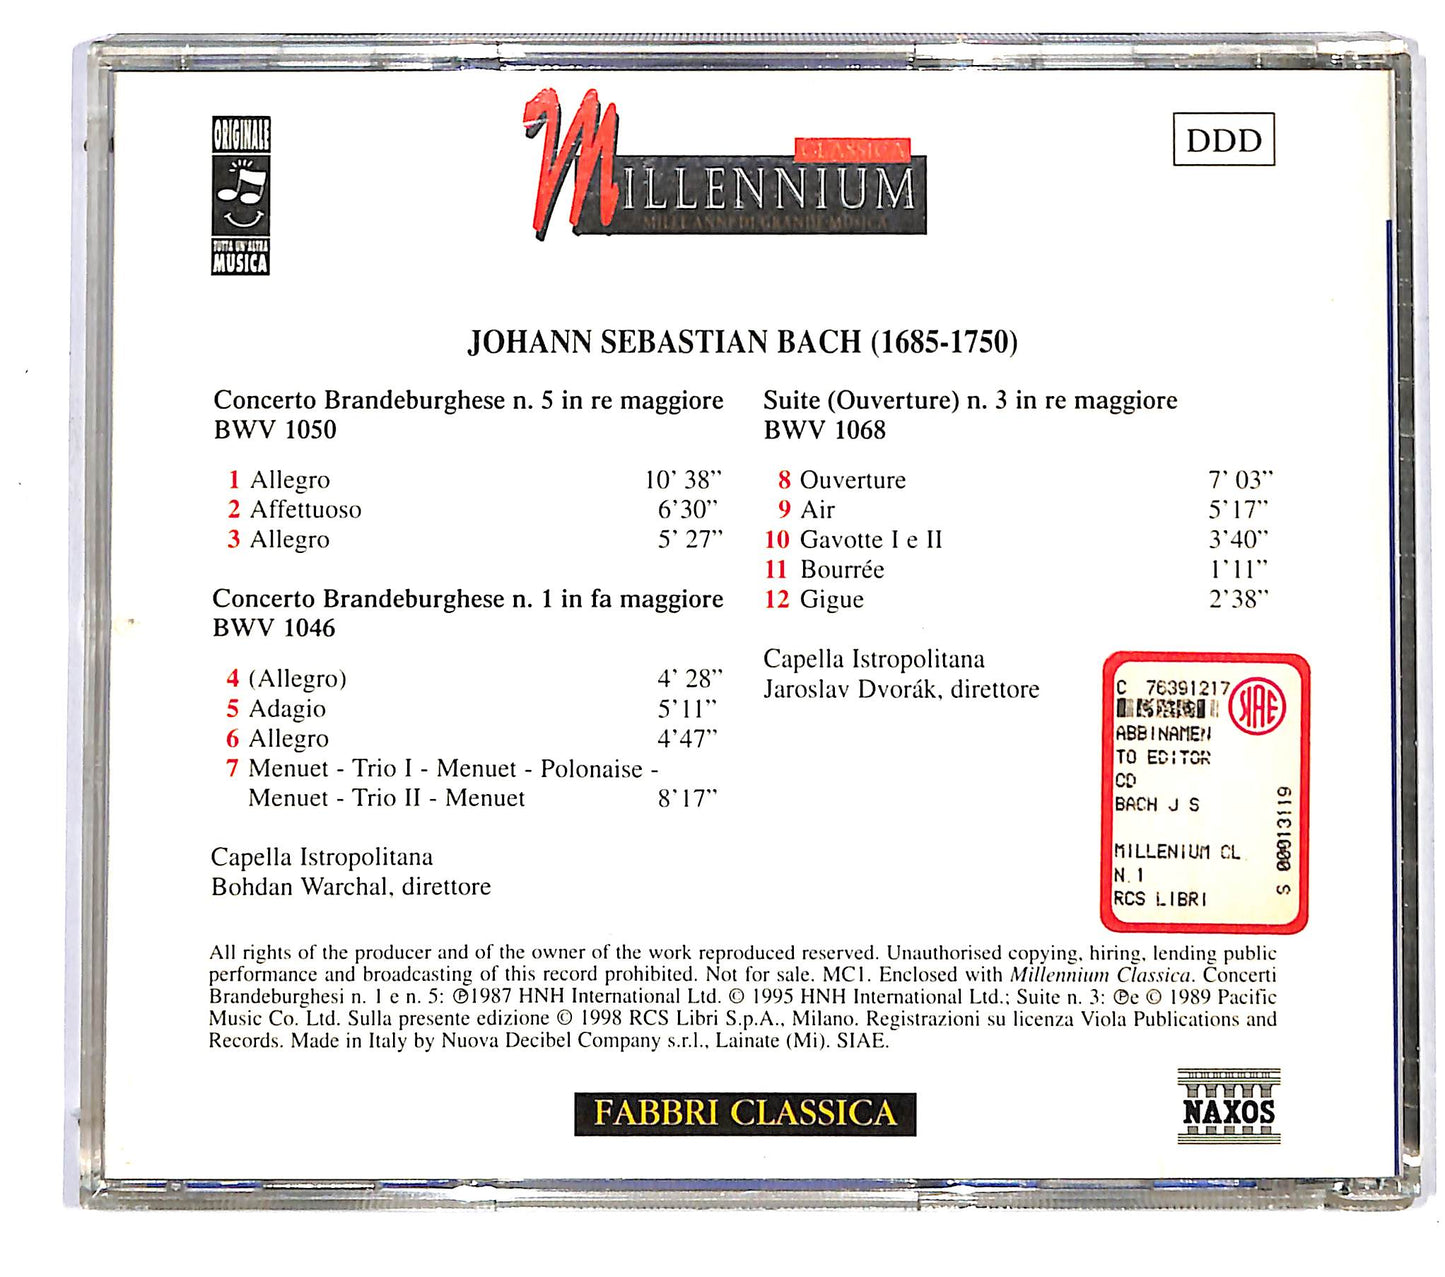 ORIGINALE
TUTTA UN'ALTRA
MUSICA
CLASSICA
MILLENNIUM
MILLE ANNI DI GRANDE MUSICA
DDD
JOHANN SEBASTIAN BACH (1685-1750)
Concerto Brandeburghese n. 5 in re maggiore
BWV 1050
1 Allegro 10' 38”
2 Affettuoso 6'30”
3 Allegro 5' 27”
Concerto Brandeburghese n. 1 in fa maggiore
BWV 1046
4 (Allegro) 4' 28”
5 Adagio 5'11”
6 Allegro 4'47”
7 Menuet - Trio I - Menuet - Polonaise -
Menuet - Trio II - Menuet 8'17”
Capella Istropolitana
Bohdan Warchal, direttore
Suite (Ouverture) n. 3 in re maggiore
BWV 1068
8 Ouverture 7' 03”
9 Air 5'17”
10 Gavotte I e II 3'40”
11 Bourrée 1'11”
12 Gigue 2'38”
Capella Istropolitana
Jaroslav Dvorák, direttore
C 76391217
SIAE
ABBINAMEN
TO EDITOR
CD
BACH J S
MILLENIUM CL
N.1
RCS LIBRI
S 00013119
All rights of the producer and of the owner of the work reproduced reserved. Unauthorised copying, hiring, lending public
performance and broadcasting of this record prohibited. Not for sale. MC1. Enclosed with Millennium Classica. Concerti
Brandeburghesi n. 1 e n. 5: ℗1987 HNH International Ltd. © 1995 HNH International Ltd.; Suite n. 3: ℗e © 1989 Pacific
Music Co. Ltd. Sulla presente edizione © 1998 RCS Libri S.p.A., Milano. Registrazioni su licenza Viola Publications and
Records. Made in Italy by Nuova Decibel Company s.r.l., Lainate (Mi). SIAE.
FABBRI CLASSICA
NAXOS